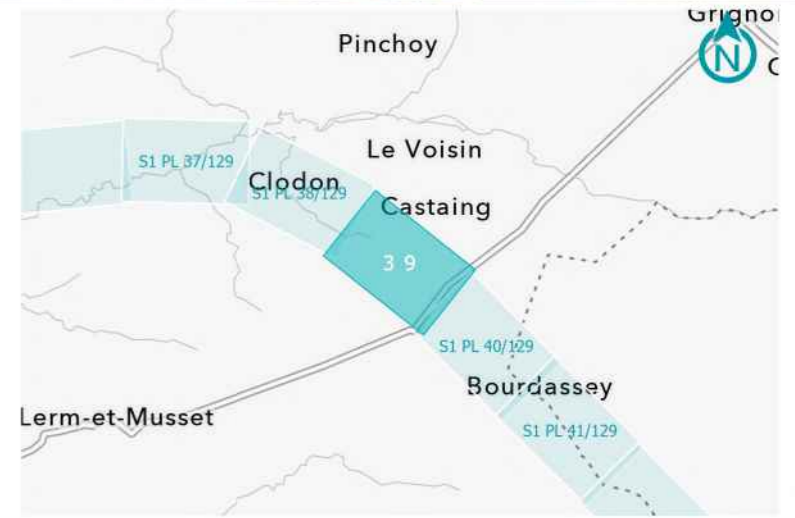 Grigno
N
Pinchoy
C
Le Voisin
S1 PL 37/129
Clodon
S1 PL 38/129
Castaing
3 9
S1 PL 40/129
Bourdassey
Lerm-et-Musset
S1 PL 41/129